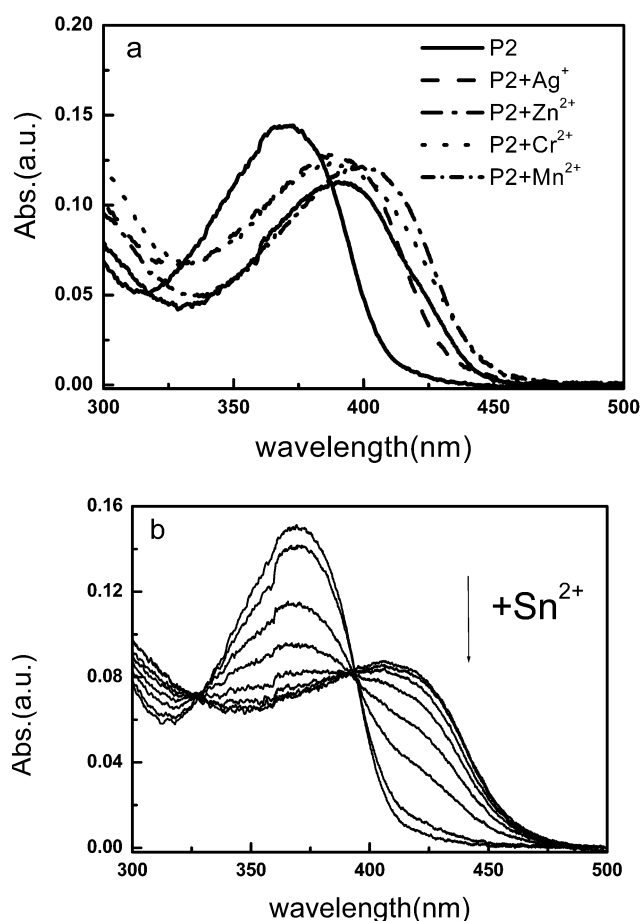 a
0.20
0.15
0.10
0.05
0.00
Abs.(a.u.)
P2
P2+Ag⁺
P2+Zn²⁺
P2+Cr²⁺
P2+Mn²⁺
300 350 400 450 500
wavelength(nm)
b
0.16
0.12
0.08
0.04
0.00
Abs.(a.u.)
+Sn²⁺
300 350 400 450 500
wavelength(nm)